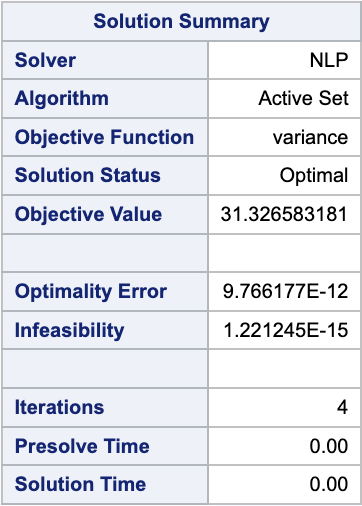 Solution Summary
Solver NLP
Algorithm Active Set
Objective Function variance
Solution Status Optimal
Objective Value 31.326583181
Optimality Error 9.766177E-12
Infeasibility 1.221245E-15
Iterations 4
Presolve Time 0.00
Solution Time 0.00